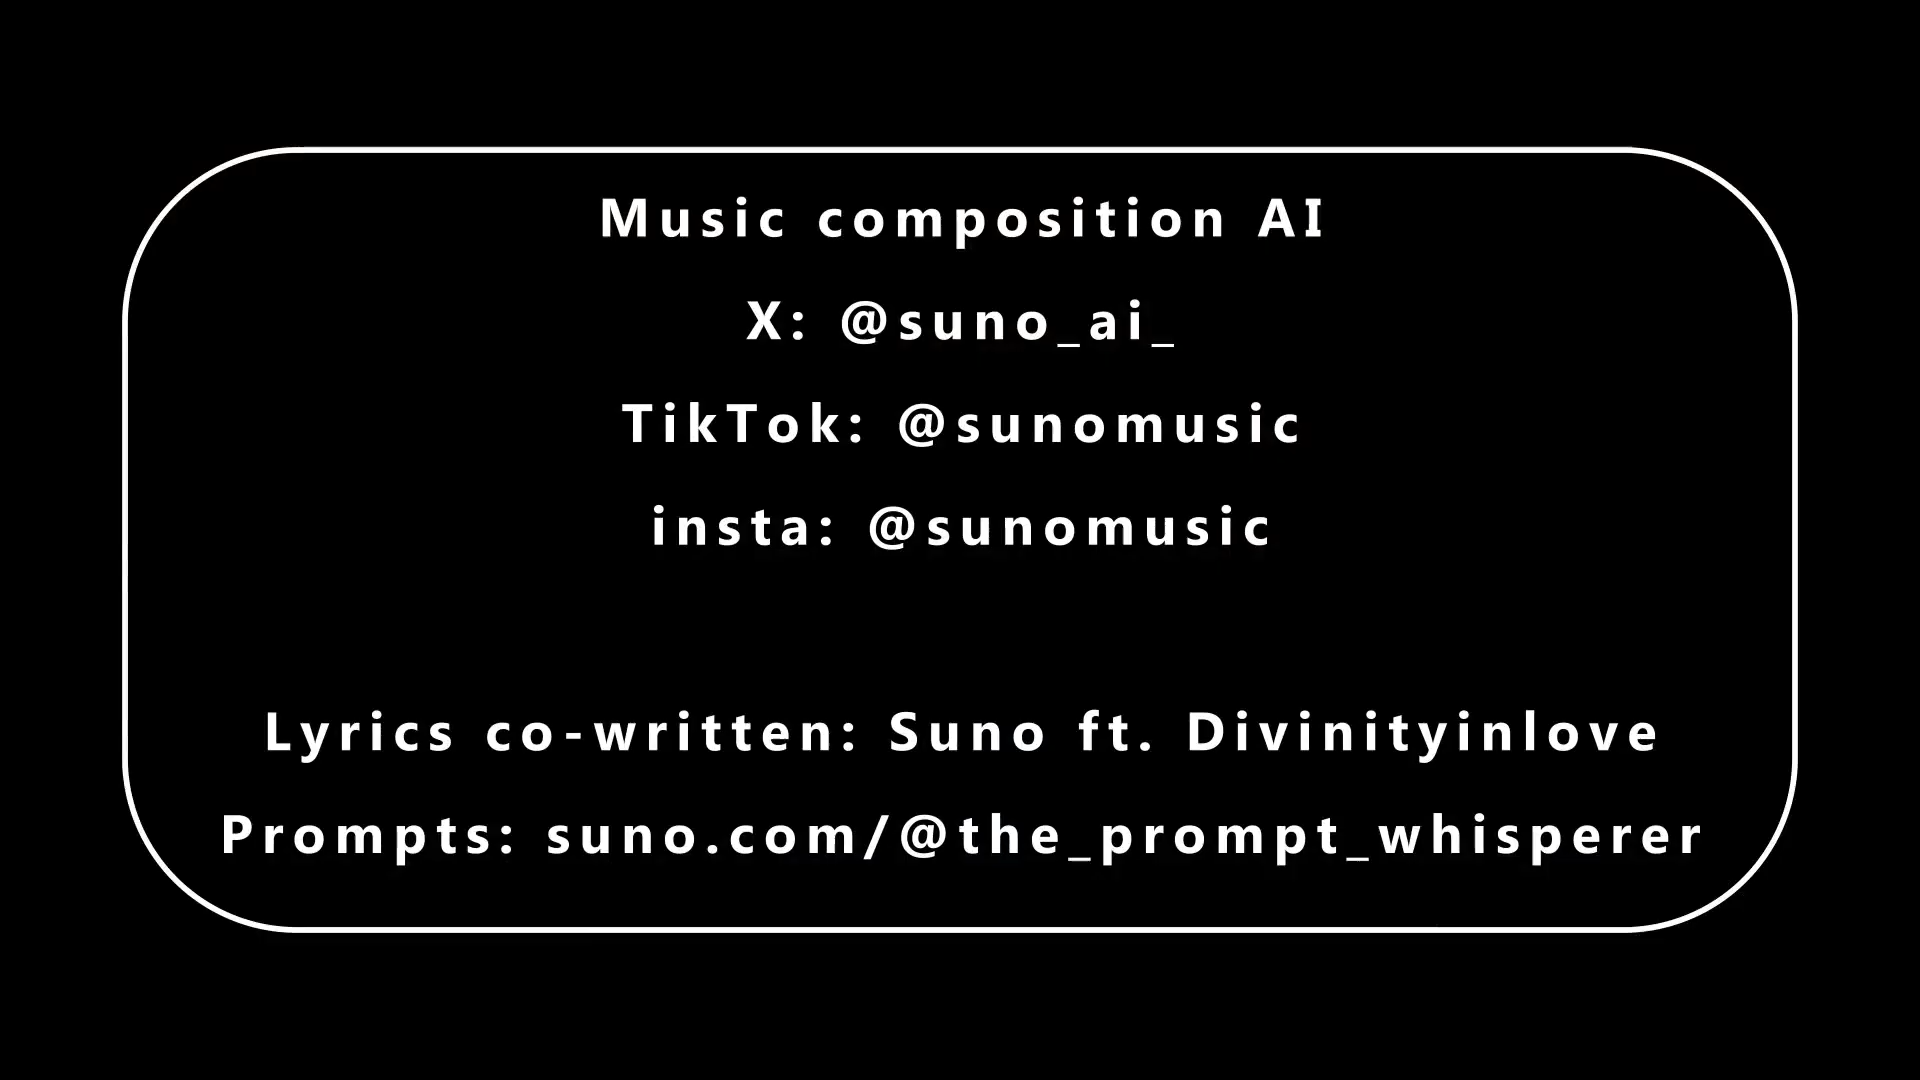 Music composition AI
X: @suno_ai_
TikTok: @sunomusic
insta: @sunomusic
Lyrics co-written: Suno ft. Divinityinlove
Prompts: suno.com/@the_prompt_whisperer